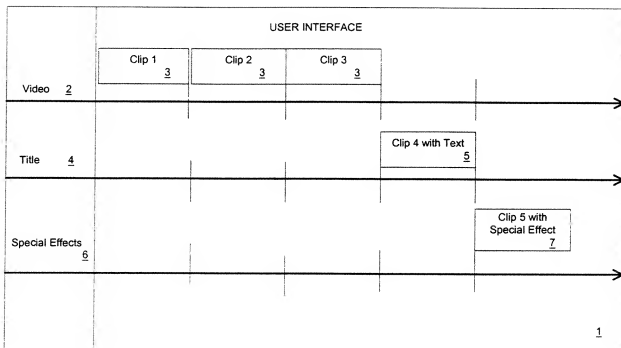 USER INTERFACE
Clip 1
3
Clip 2
3
Clip 3
3
Video 2
Clip 4 with Text
5
Title 4
Clip 5 with
Special Effect
7
Special Effects
6
1